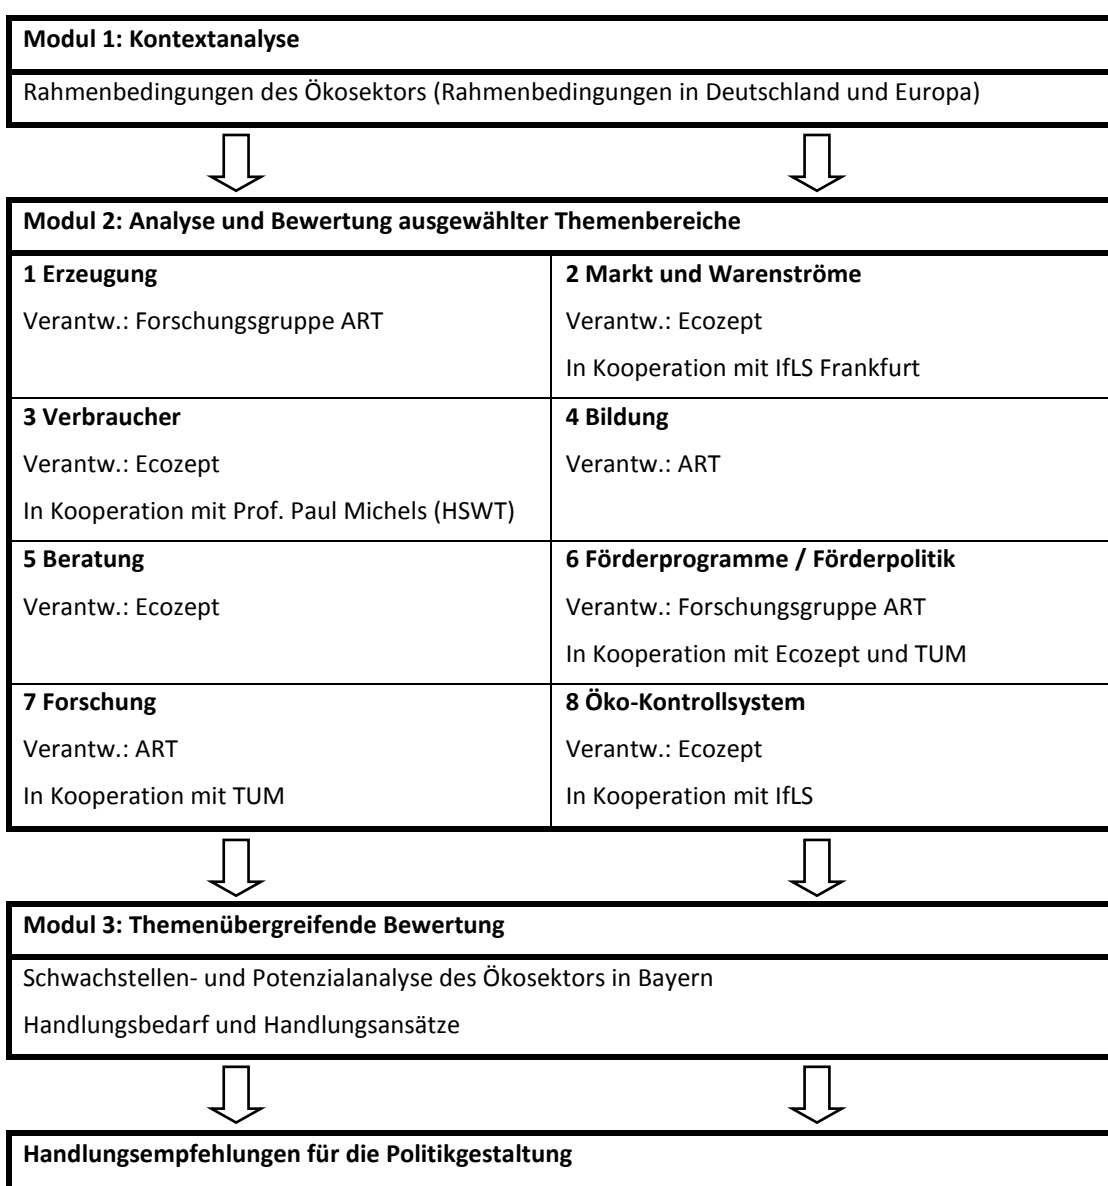 Modul 1: Kontextanalyse
Rahmenbedingungen des Ökosektors (Rahmenbedingungen in Deutschland und Europa)
Modul 2: Analyse und Bewertung ausgewählter Themenbereiche
1 Erzeugung
Verantw.: Forschungsgruppe ART
2 Markt und Warenströme
Verantw.: Ecozept
In Kooperation mit IfLS Frankfurt
3 Verbraucher
Verantw.: Ecozept
In Kooperation mit Prof. Paul Michels (HSWT)
4 Bildung
Verantw.: ART
5 Beratung
Verantw.: Ecozept
6 Förderprogramme / Förderpolitik
Verantw.: Forschungsgruppe ART
In Kooperation mit Ecozept und TUM
7 Forschung
Verantw.: ART
In Kooperation mit TUM
8 Öko-Kontrollsystem
Verantw.: Ecozept
In Kooperation mit IfLS
Modul 3: Themenübergreifende Bewertung
Schwachstellen- und Potenzialanalyse des Ökosektors in Bayern
Handlungsbedarf und Handlungsansätze
Handlungsempfehlungen für die Politikgestaltung